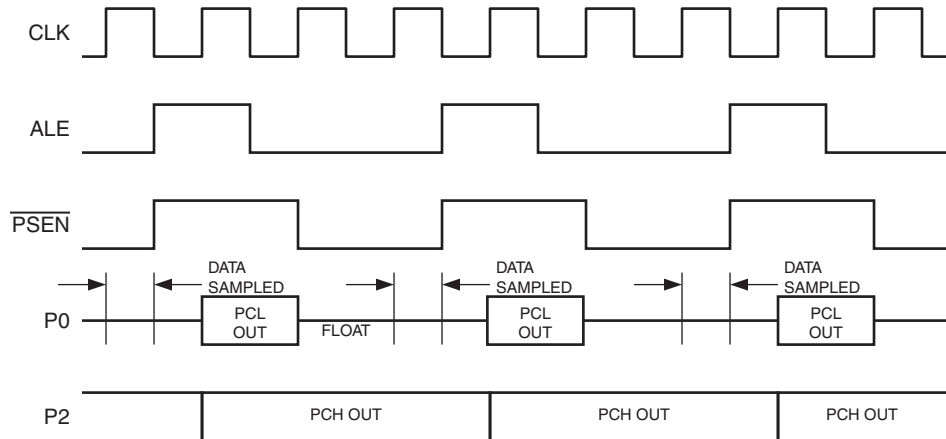 CLK
ALE
PSEN
DATA
SAMPLED
DATA
SAMPLED
DATA
SAMPLED
P0
PCL
OUT
FLOAT
PCL
OUT
PCL
OUT
P2
PCH OUT
PCH OUT
PCH OUT